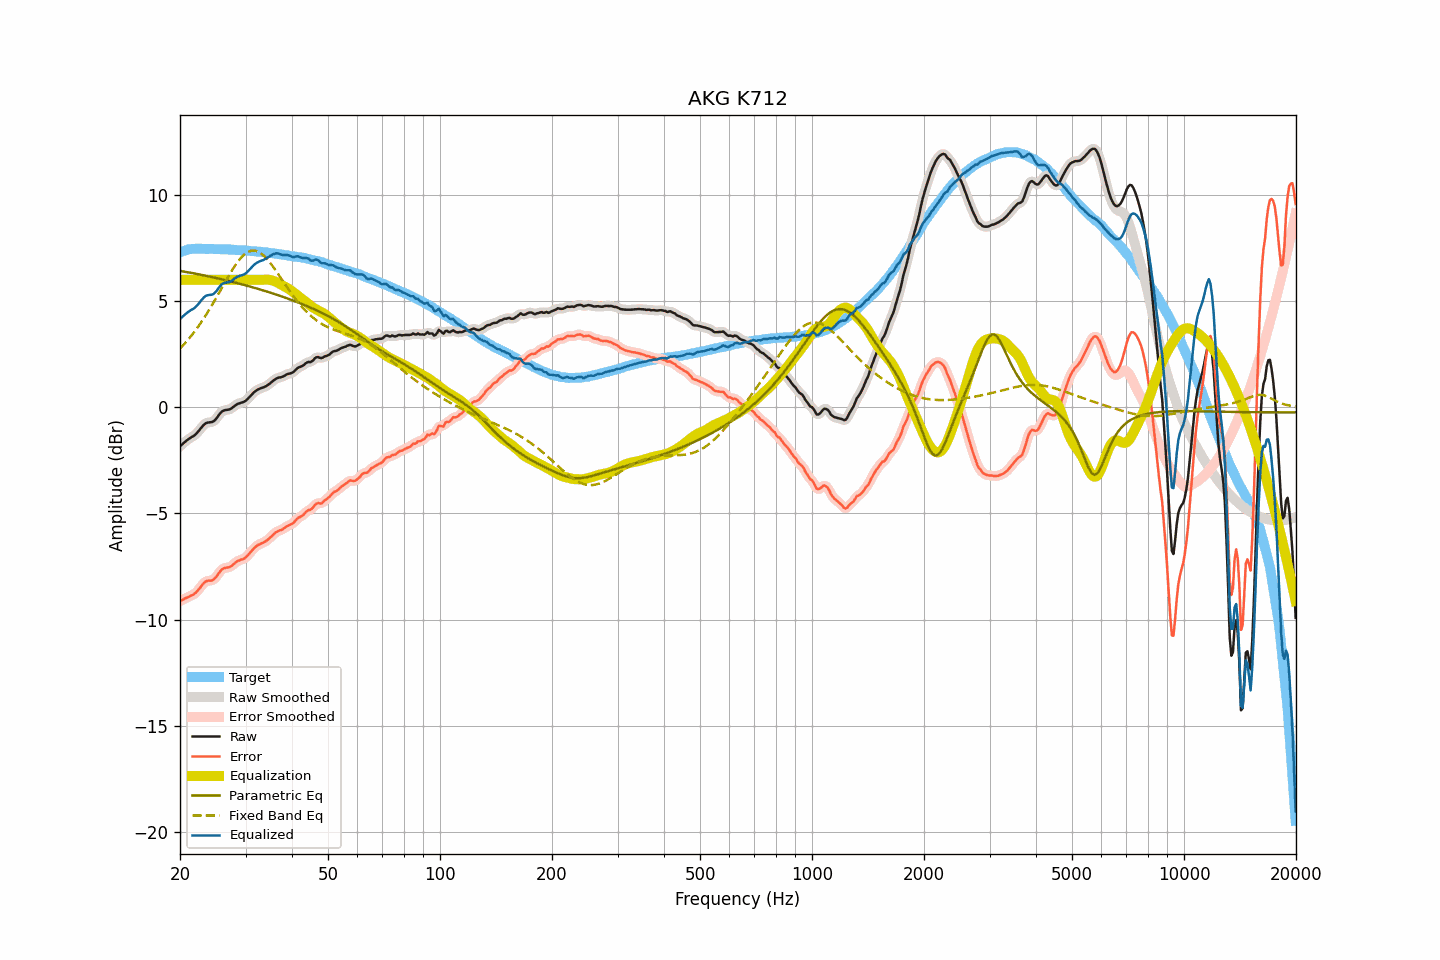 AKG K712
Amplitude (dBr)
10
5
0
−5
−10
−15
−20
Target
Raw Smoothed
Error Smoothed
Raw
Error
Equalization
Parametric Eq
Fixed Band Eq
Equalized
20 50 100 200 500 1000 2000 5000 10000 20000
Frequency (Hz)